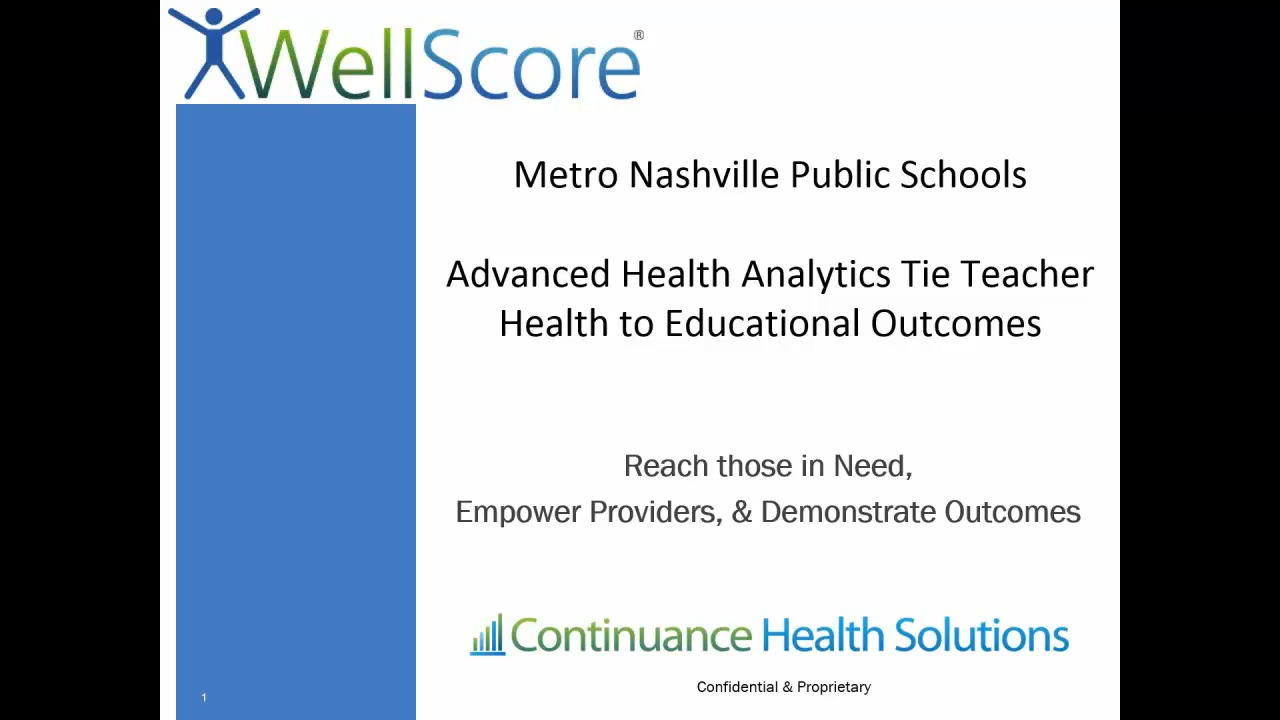 WellScore®
Metro Nashville Public Schools
Advanced Health Analytics Tie Teacher
Health to Educational Outcomes
Reach those in Need,
Empower Providers, & Demonstrate Outcomes
Continuance Health Solutions
Confidential & Proprietary
1